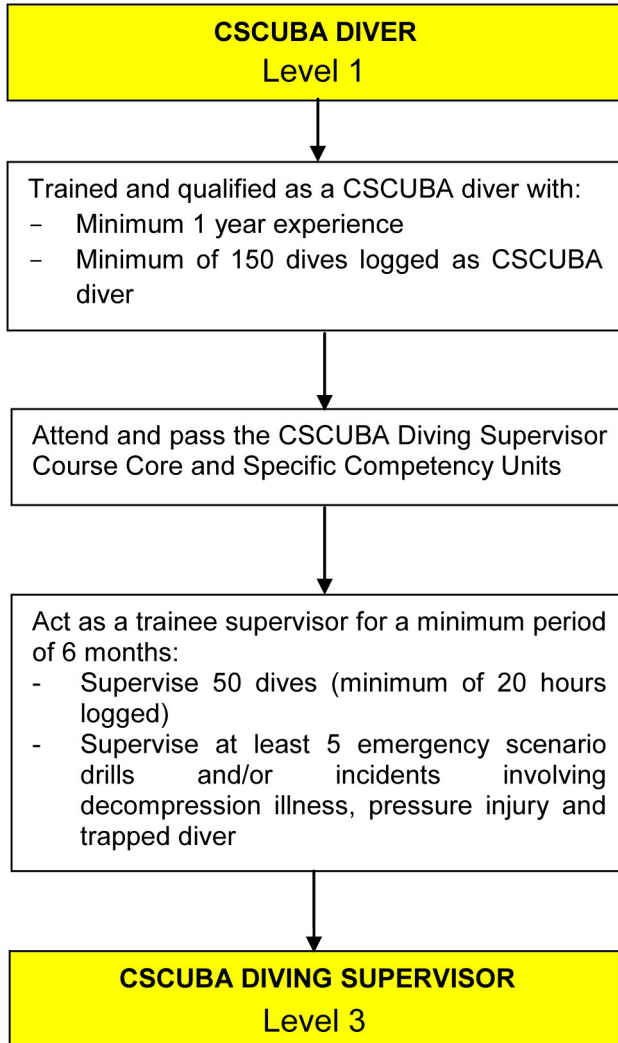 CSCUBA DIVER
Level 1
Trained and qualified as a CSCUBA diver with:
– Minimum 1 year experience
– Minimum of 150 dives logged as CSCUBA
diver
Attend and pass the CSCUBA Diving Supervisor
Course Core and Specific Competency Units
Act as a trainee supervisor for a minimum period
of 6 months:
- Supervise 50 dives (minimum of 20 hours
logged)
- Supervise at least 5 emergency scenario
drills and/or incidents involving
decompression illness, pressure injury and
trapped diver
CSCUBA DIVING SUPERVISOR
Level 3